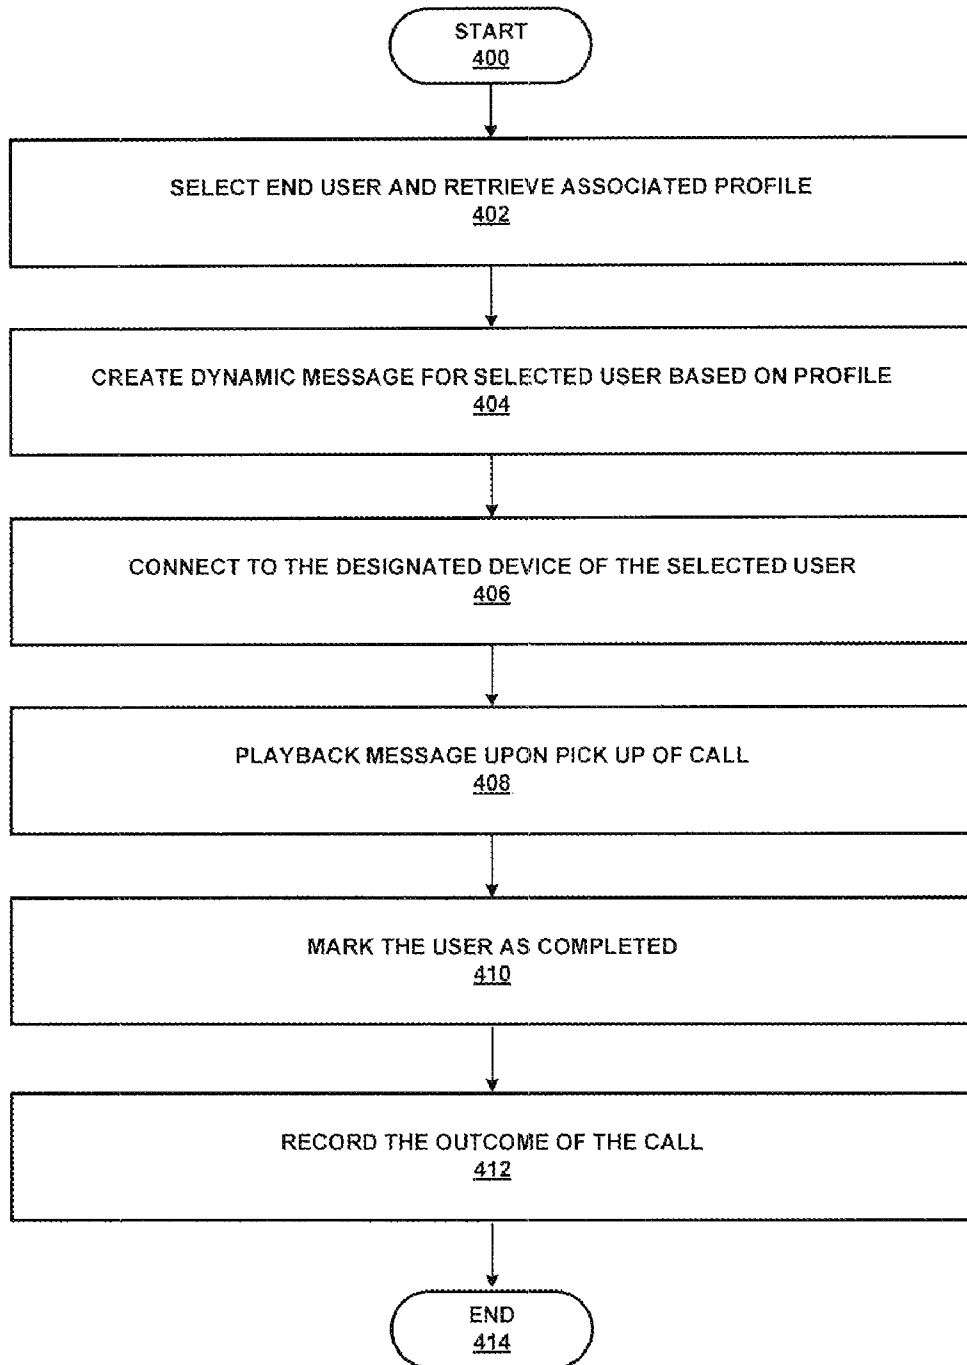 START
400
SELECT END USER AND RETRIEVE ASSOCIATED PROFILE
402
CREATE DYNAMIC MESSAGE FOR SELECTED USER BASED ON PROFILE
404
CONNECT TO THE DESIGNATED DEVICE OF THE SELECTED USER
406
PLAYBACK MESSAGE UPON PICK UP OF CALL
408
MARK THE USER AS COMPLETED
410
RECORD THE OUTCOME OF THE CALL
412
END
414